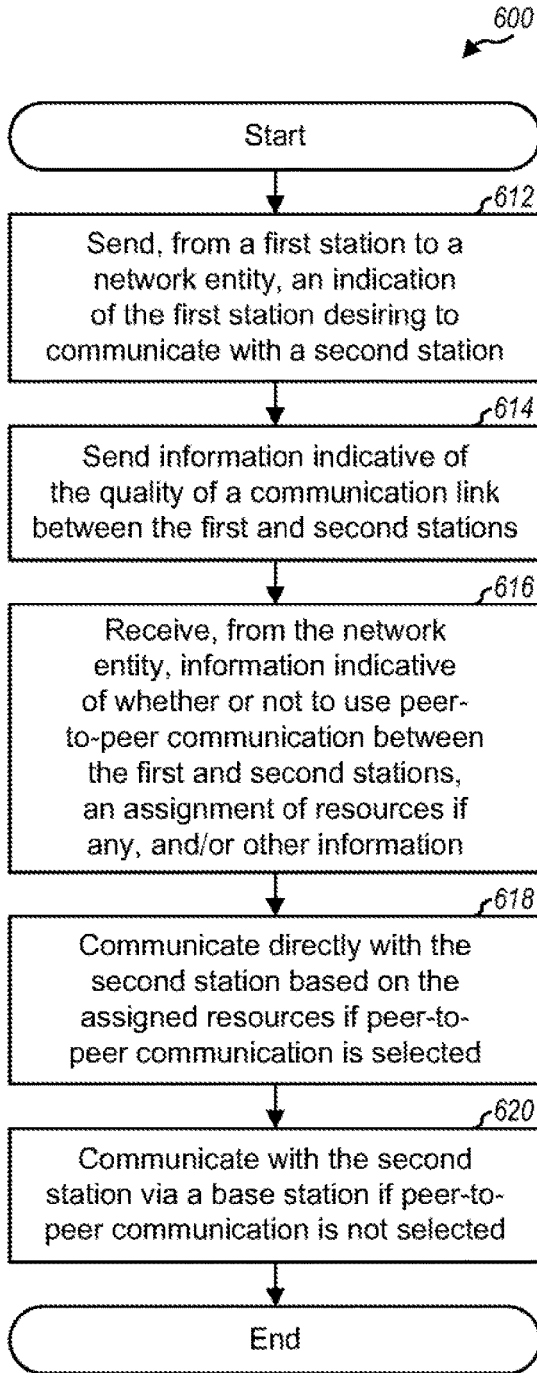 600
Start
612
Send, from a first station to a
network entity, an indication
of the first station desiring to
communicate with a second station
614
Send information indicative of
the quality of a communication link
between the first and second stations
616
Receive, from the network
entity, information indicative
of whether or not to use peer-
to-peer communication between
the first and second stations,
an assignment of resources if
any, and/or other information
618
Communicate directly with the
second station based on the
assigned resources if peer-to-
peer communication is selected
620
Communicate with the second
station via a base station if peer-to-
peer communication is not selected
End